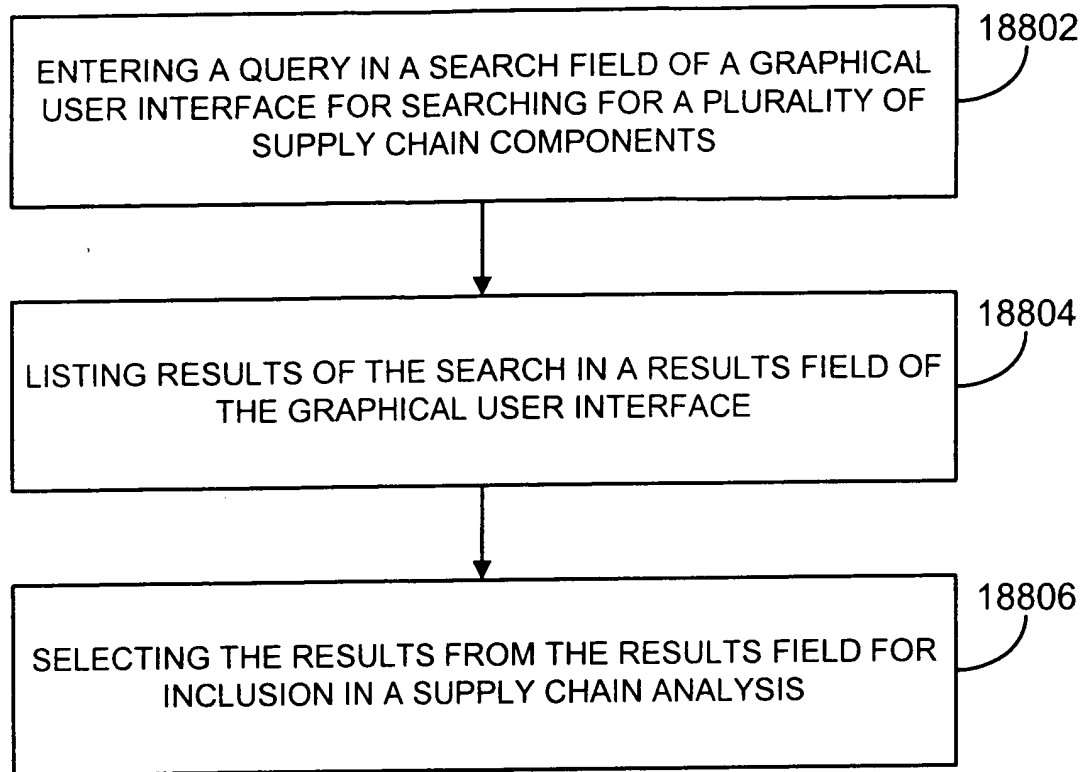 18802
ENTERING A QUERY IN A SEARCH FIELD OF A GRAPHICAL
USER INTERFACE FOR SEARCHING FOR A PLURALITY OF
SUPPLY CHAIN COMPONENTS
18804
LISTING RESULTS OF THE SEARCH IN A RESULTS FIELD OF
THE GRAPHICAL USER INTERFACE
18806
SELECTING THE RESULTS FROM THE RESULTS FIELD FOR
INCLUSION IN A SUPPLY CHAIN ANALYSIS